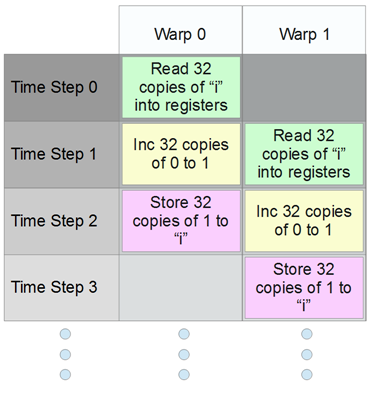 Warp 0
Warp 1
Time Step 0
Read 32
copies of “i”
into registers
Time Step 1
Inc 32 copies
of 0 to 1
Read 32
copies of “i”
into registers
Time Step 2
Store 32
copies of 1 to
“i”
Inc 32 copies
of 0 to 1
Time Step 3
Store 32
copies of 1 to
“i”